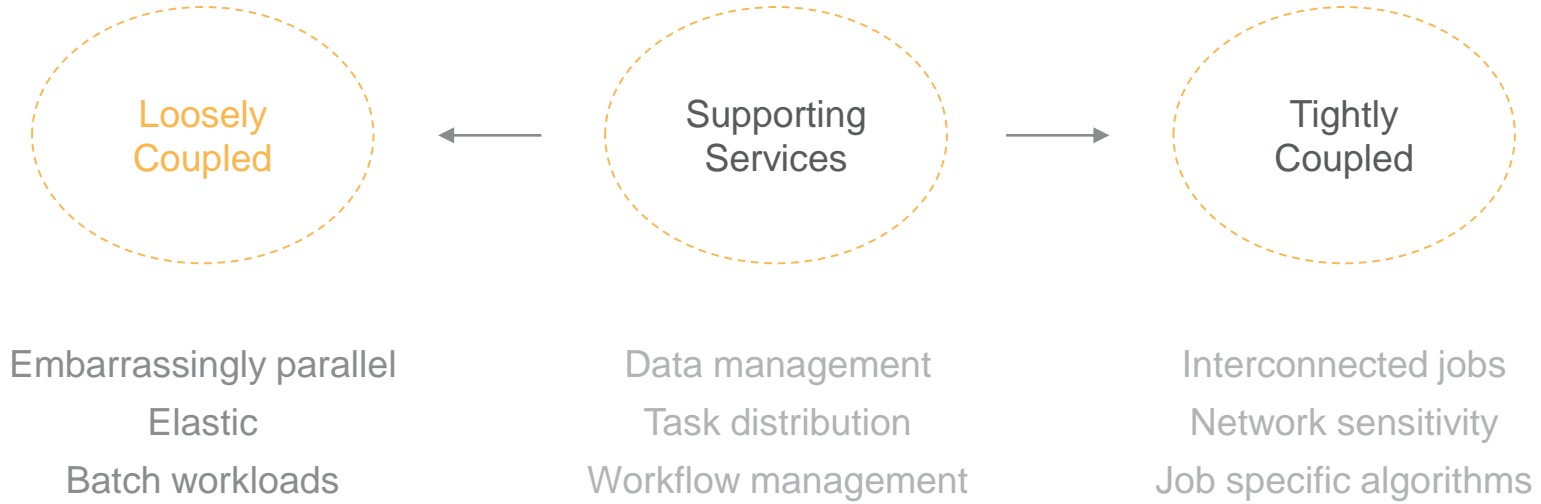 Loosely
Coupled
Supporting
Services
Tightly
Coupled
Embarrassingly parallel
Elastic
Batch workloads
Data management
Task distribution
Workflow management
Interconnected jobs
Network sensitivity
Job specific algorithms